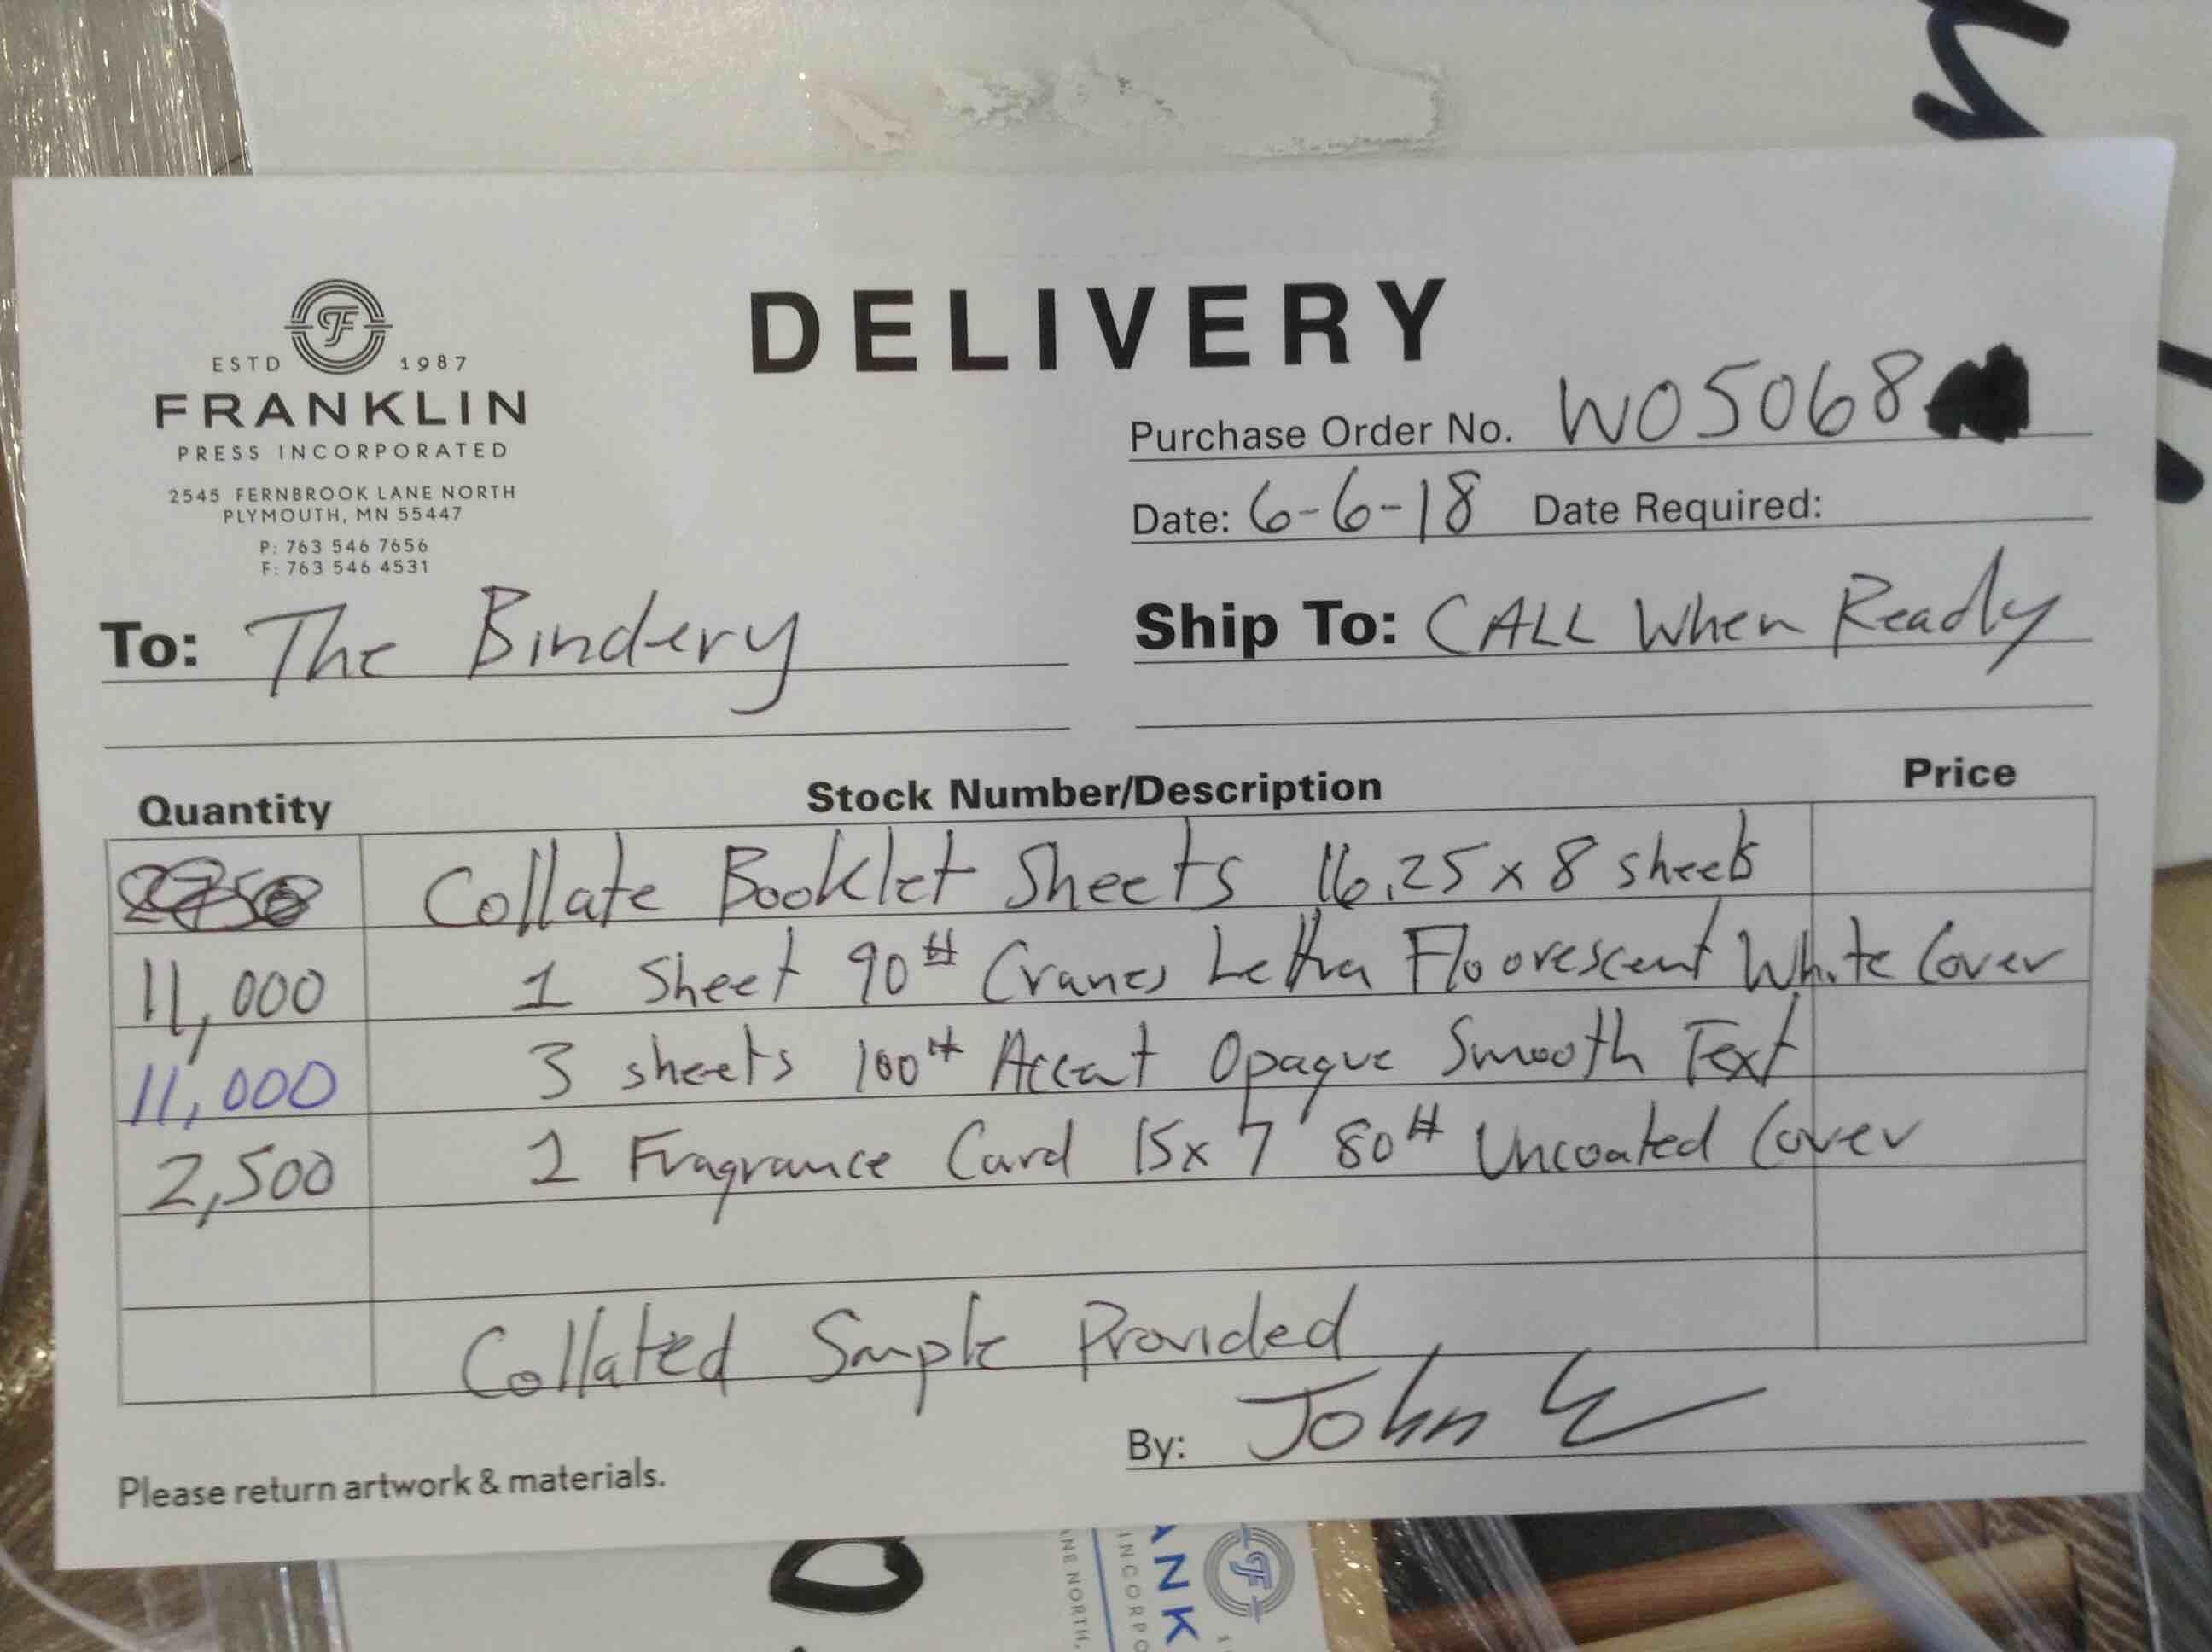 DELIVERY
ESTD 1987
FRANKLIN
PRESS INCORPORATED
2545 FERNBROOK LANE NORTH
PLYMOUTH, MN 55447
P: 763 546 7656
F: 763 546 4531
Purchase Order No. WO5068
Date: 6-6-18 Date Required:
To: The Bindery
Ship To: CALL When Ready
Quantity Stock Number/Description Price
Collate Booklet Sheets 16.25 x 8 sheets
11,000 1 Sheet 90# Cranes Lettra Floorescent White Cover
11,000 3 sheets 100# Accent Opaque Smooth Text
2,500 1 Fragrance Card 15x7 80# Uncoated Cover
Collated Smple Provided
By: John
Please return artwork & materials.
ANK
INCORPO
NE NORTH,